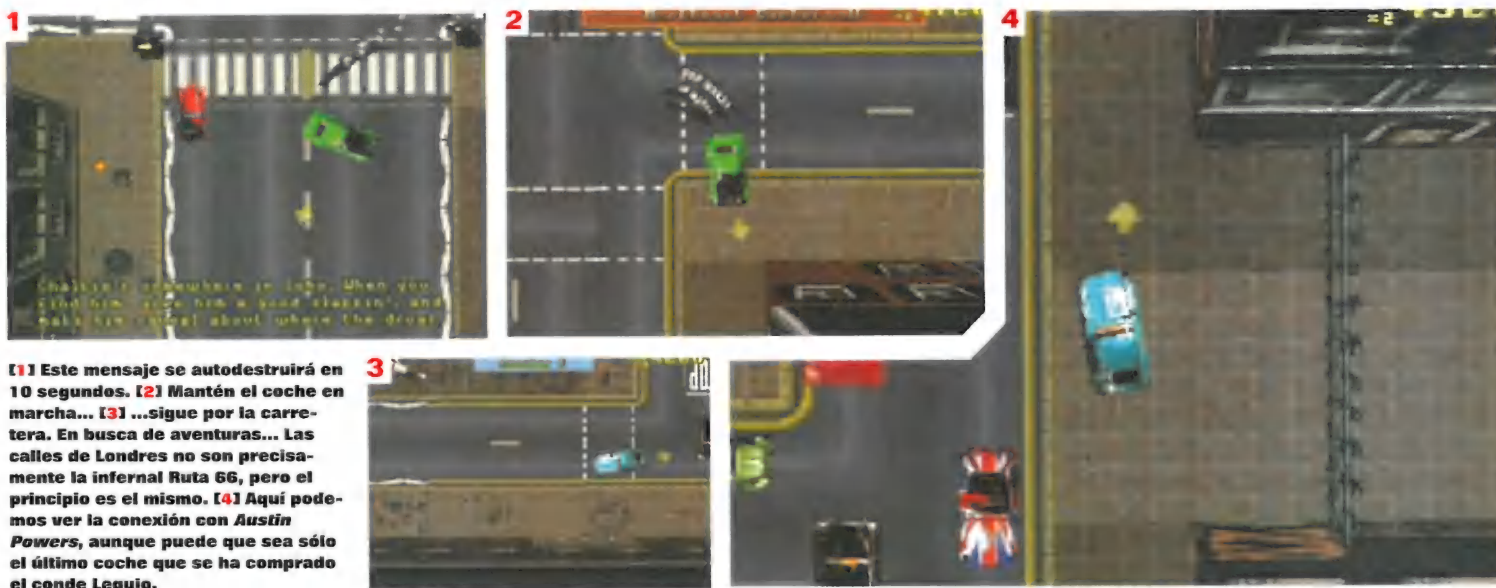 1
2
4
3
Chalkie's somewhere in Soho. When you
find him, give him a good slappin', and
make him reveal about where the
[1] Este mensaje se autodestruirá en
10 segundos. [2] Mantén el coche en
marcha... [3] ...sigue por la carre-
tera. En busca de aventuras... Las
calles de Londres no son precisa-
mente la infernal Ruta 66, pero el
principio es el mismo. [4] Aquí pode-
mos ver la conexión con Austin
Powers, aunque puede que sea sólo
el último coche que se ha comprado
el conde Lequio.